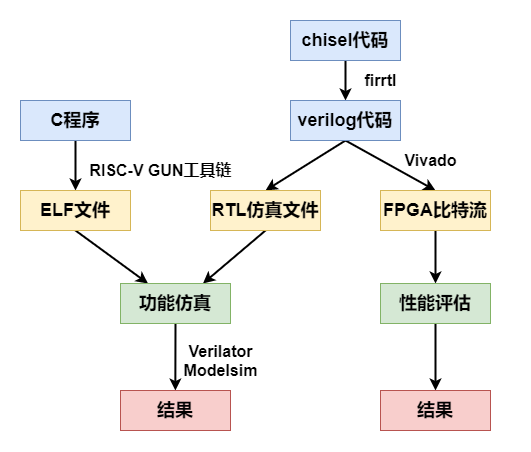 chisel代码
firrtl
C程序
verilog代码
RISC-V GUN工具链
Vivado
ELF文件
RTL仿真文件
FPGA比特流
功能仿真
性能评估
Verilator
Modelsim
结果
结果